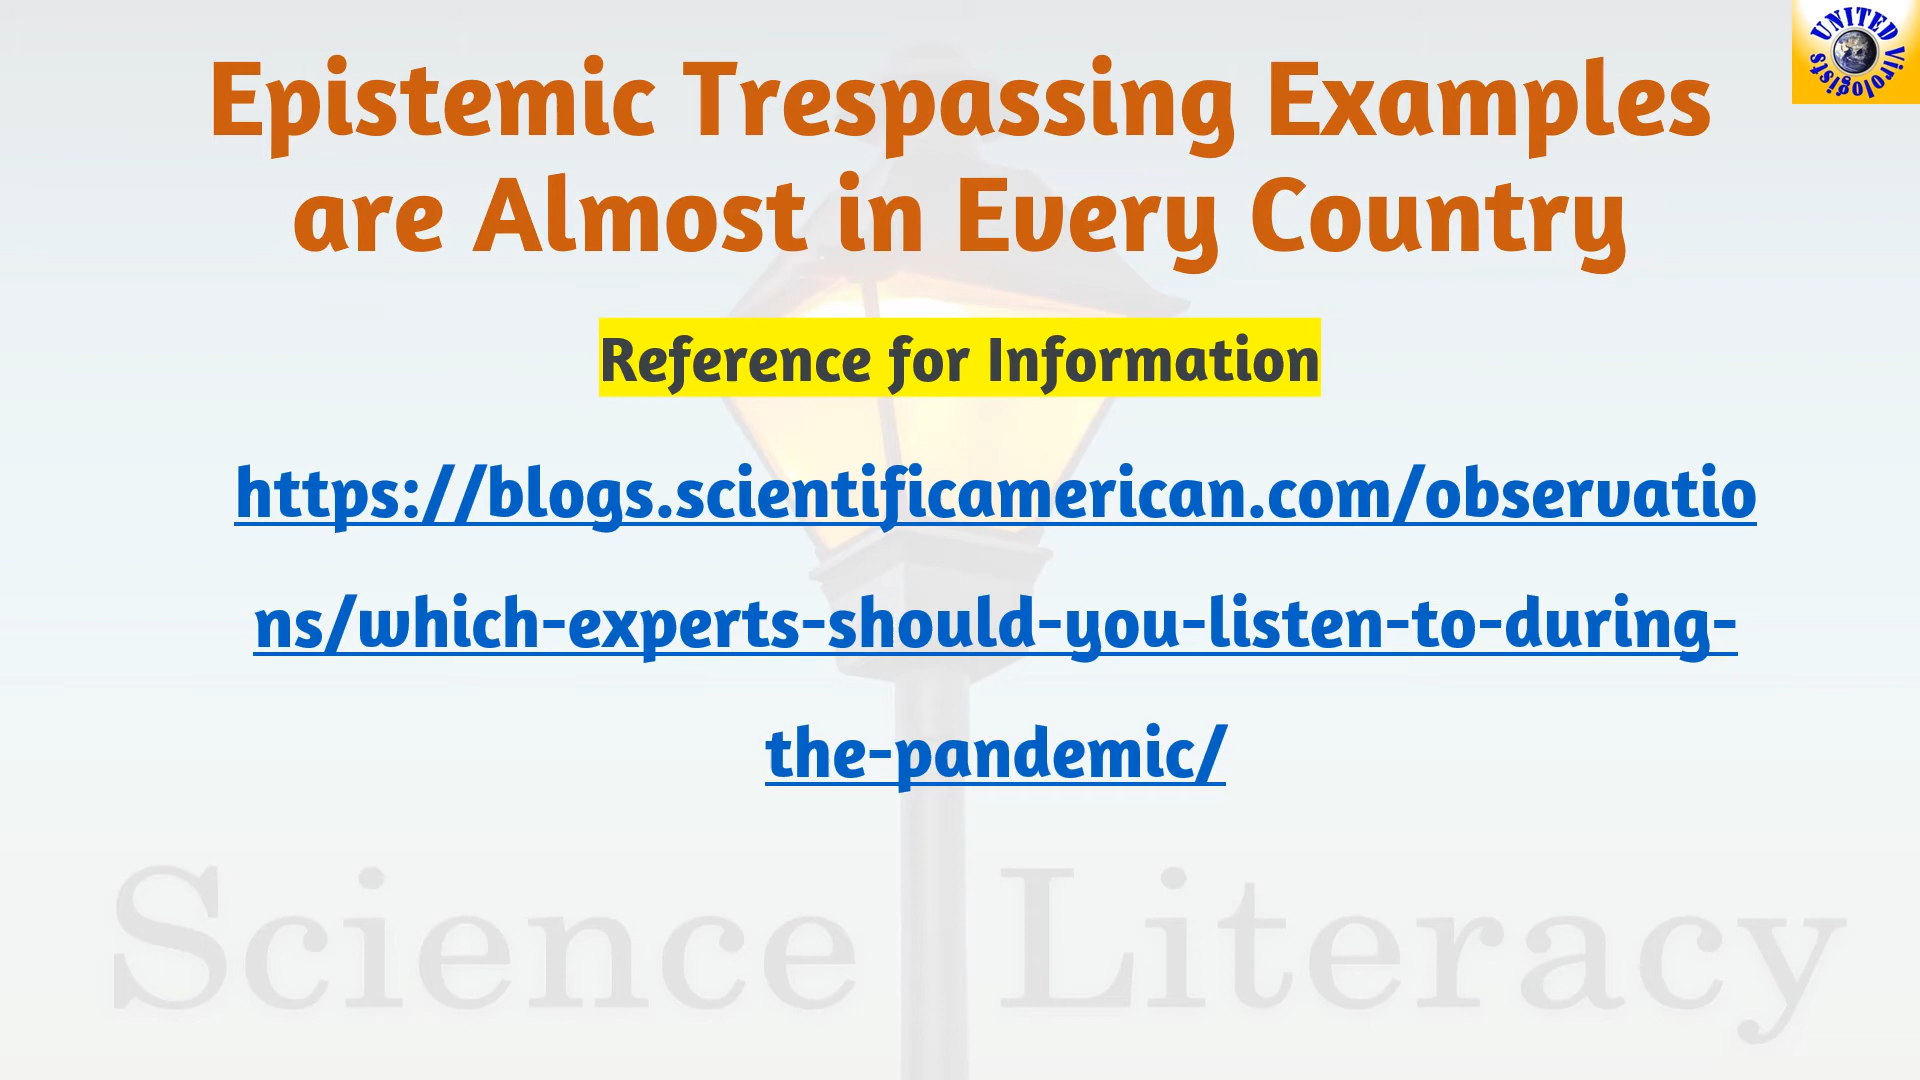 Epistemic Trespassing Examples
are Almost in Every Country
UNITED Virologists
Reference for Information
https://blogs.scientificamerican.com/observatio
ns/which-experts-should-you-listen-to-during-
the-pandemic/
Science Literacy